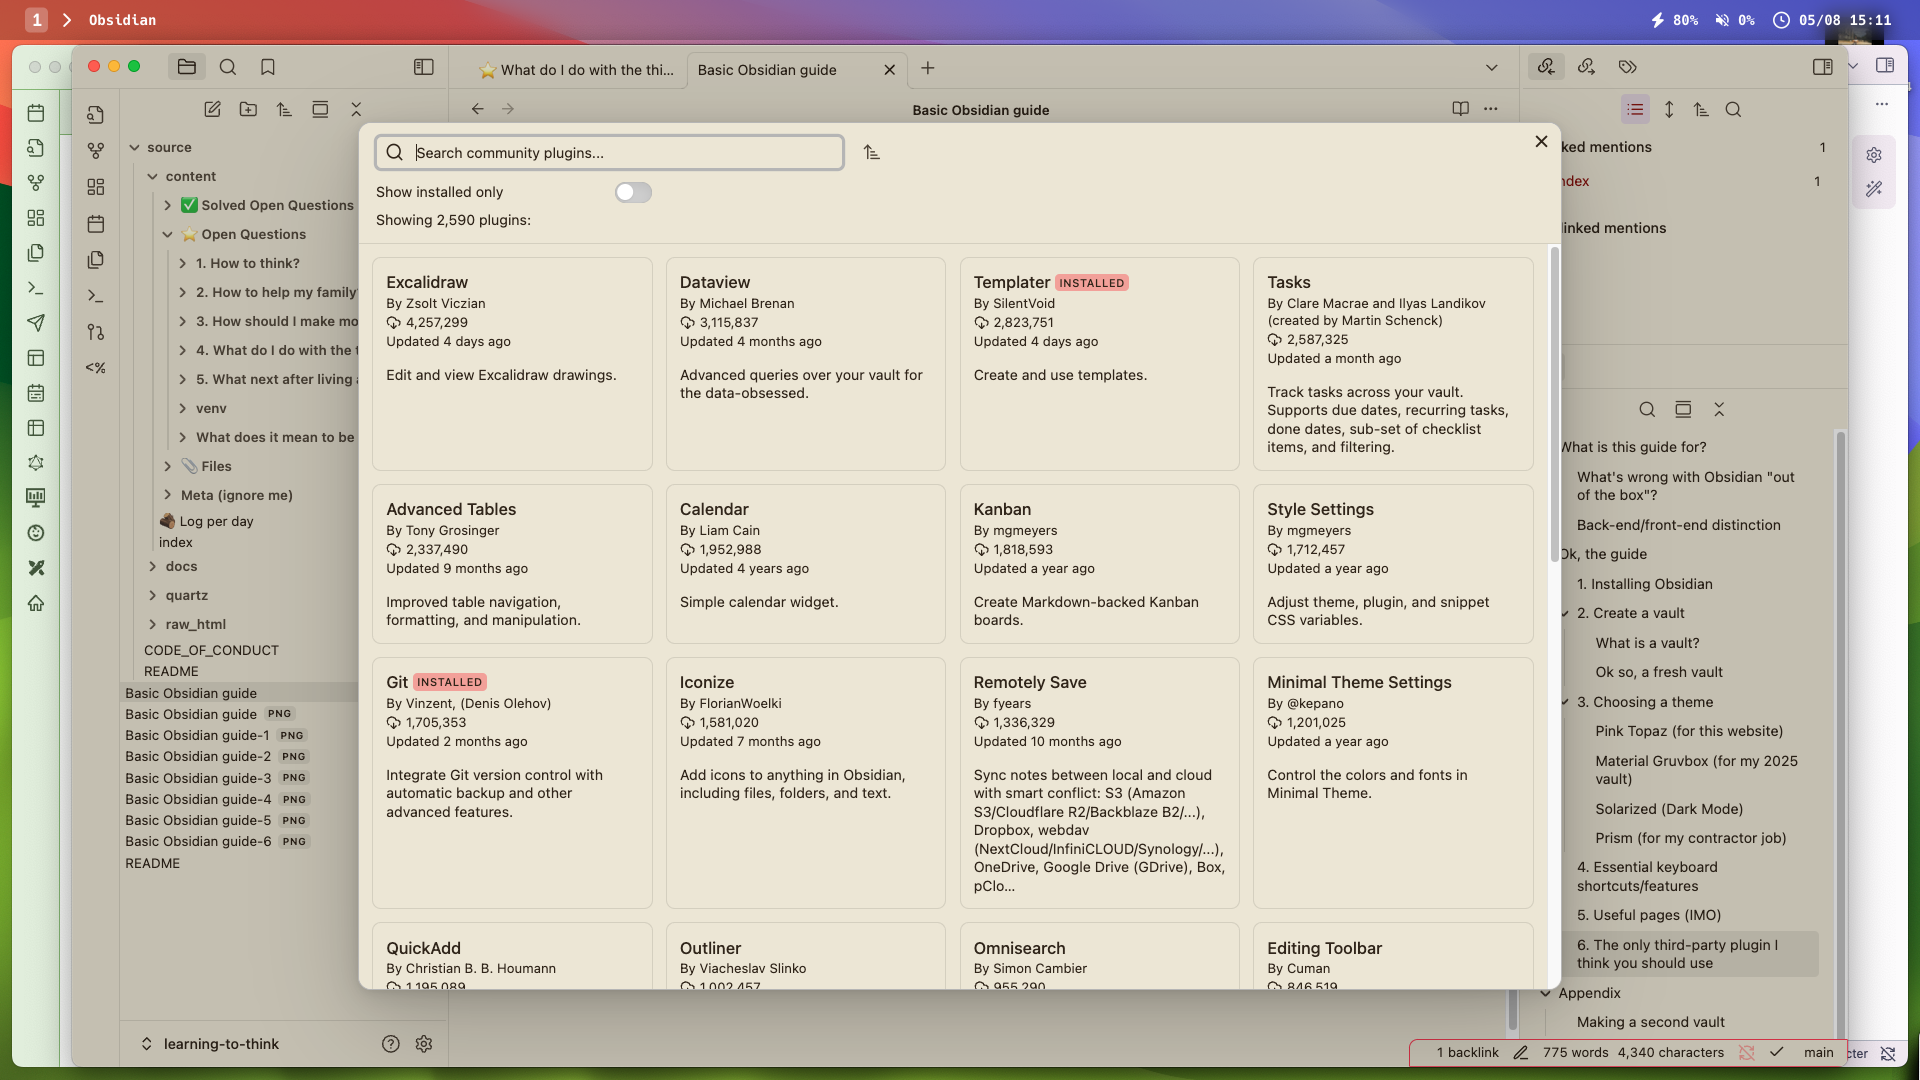 1 Obsidian
80% 0% 05/08 15:11
What do I do with the thi...
Basic Obsidian guide
Basic Obsidian guide
source
content
✅ Solved Open Questions
⭐ Open Questions
1. How to think?
2. How to help my family
3. How should I make mo
4. What do I do with the t
5. What next after living
venv
What does it mean to be
📎 Files
Meta (ignore me)
🪵 Log per day
index
docs
quartz
raw_html
CODE_OF_CONDUCT
README
Basic Obsidian guide
Basic Obsidian guide PNG
Basic Obsidian guide-1 PNG
Basic Obsidian guide-2 PNG
Basic Obsidian guide-3 PNG
Basic Obsidian guide-4 PNG
Basic Obsidian guide-5 PNG
Basic Obsidian guide-6 PNG
README
learning-to-think
Search community plugins...
Show installed only
Showing 2,590 plugins:
Excalidraw
By Zsolt Viczian
4,257,299
Updated 4 days ago
Edit and view Excalidraw drawings.
Dataview
By Michael Brenan
3,115,837
Updated 4 months ago
Advanced queries over your vault for
the data-obsessed.
Templater INSTALLED
By SilentVoid
2,823,751
Updated 4 days ago
Create and use templates.
Tasks
By Clare Macrae and Ilyas Landikov
(created by Martin Schenck)
2,587,325
Updated a month ago
Track tasks across your vault.
Supports due dates, recurring tasks,
done dates, sub-set of checklist
items, and filtering.
Advanced Tables
By Tony Grosinger
2,337,490
Updated 9 months ago
Improved table navigation,
formatting, and manipulation.
Calendar
By Liam Cain
1,952,988
Updated 4 years ago
Simple calendar widget.
Kanban
By mgmeyers
1,818,593
Updated a year ago
Create Markdown-backed Kanban
boards.
Style Settings
By mgmeyers
1,712,457
Updated a year ago
Adjust theme, plugin, and snippet
CSS variables.
Git INSTALLED
By Vinzent, (Denis Olehov)
1,705,353
Updated 2 months ago
Integrate Git version control with
automatic backup and other
advanced features.
Iconize
By FlorianWoelki
1,581,020
Updated 7 months ago
Add icons to anything in Obsidian,
including files, folders, and text.
Remotely Save
By fyears
1,336,329
Updated 10 months ago
Sync notes between local and cloud
with smart conflict: S3 (Amazon
S3/Cloudflare R2/Backblaze B2/...),
Dropbox, webdav
(NextCloud/InfiniCLOUD/Synology/...),
OneDrive, Google Drive (GDrive), Box,
pClo...
Minimal Theme Settings
By @kepano
1,201,025
Updated a year ago
Control the colors and fonts in
Minimal Theme.
QuickAdd
By Christian B. B. Houmann
1,195,089
Outliner
By Viacheslav Slinko
1,002,457
Omnisearch
By Simon Cambier
955,290
Editing Toolbar
By Cuman
846,519
ked mentions 1
ndex 1
linked mentions
What is this guide for?
What's wrong with Obsidian "out
of the box"?
Back-end/front-end distinction
Ok, the guide
1. Installing Obsidian
2. Create a vault
What is a vault?
Ok so, a fresh vault
3. Choosing a theme
Pink Topaz (for this website)
Material Gruvbox (for my 2025
vault)
Solarized (Dark Mode)
Prism (for my contractor job)
4. Essential keyboard
shortcuts/features
5. Useful pages (IMO)
6. The only third-party plugin I
think you should use
Appendix
Making a second vault
1 backlink 775 words 4,340 characters main
cter